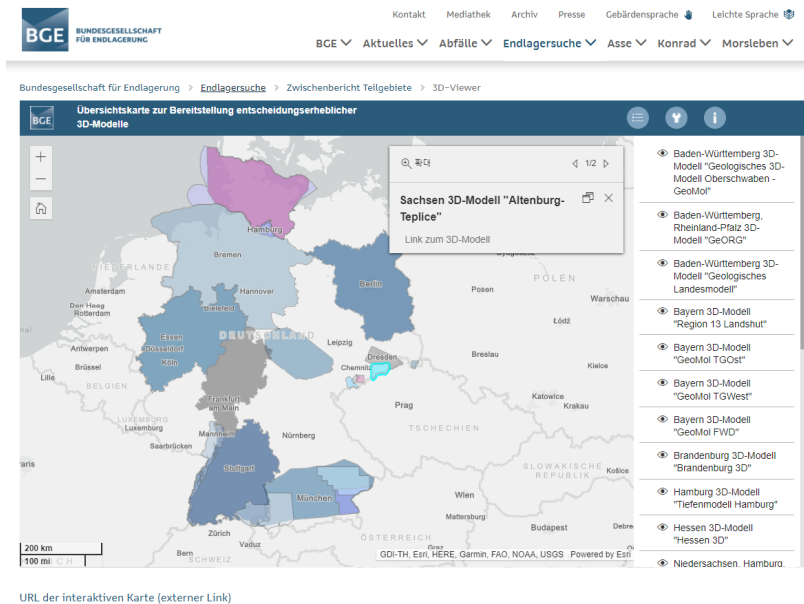 Kontakt Mediathek Archiv Presse Gebärdensprache Leichte Sprache
BGE BUNDESGESELLSCHAFT
FÜR ENDLAGERUNG
BGE Aktuelles Abfälle Endlagersuche Asse Konrad Morsleben
Bundesgesellschaft für Endlagerung > Endlagersuche > Zwischenbericht Teilgebiete > 3D-Viewer
BGE
Übersichtskarte zur Bereitstellung entscheidungserheblicher
3D-Modelle
확대
1/2
Sachsen 3D-Modell "Altenburg-
Teplice"
Link zum 3D-Modell
Hamburg
Bremen
NIEDERLANDE
Berlin
POLEN
Amsterdam
Hannover
Posen
Warschau
Den Haag
Rotterdam
Bielefeld
Łódź
Essen
DEUTSCHLAND
Antwerpen
Düsseldorf
Leipzig
Dresden
Breslau
Brüssel
Köln
Chemnitz
Kielce
Lille
BELGIEN
Frankfurt
am Main
Prag
Katowice
Krakau
LUXEMBURG
Luxemburg
TSCHECHIEN
Mannheim
Nürnberg
Saarbrücken
Paris
Stuttgart
SLOWAKISCHE
REPUBLIK
Košice
München
Wien
Mattersburg
Zürich
Budapest
Debre
Vaduz
ÖSTERREICH
Bern
SCHWEIZ
Graz
200 km
100 mi
GDI-TH, Esri, HERE, Garmin, FAO, NOAA, USGS Powered by Esri
Baden-Württemberg 3D-
Modell "Geologisches 3D-
Modell Oberschwaben -
GeoMol"
Baden-Württemberg,
Rheinland-Pfalz 3D-
Modell "GeORG"
Baden-Württemberg 3D-
Modell "Geologisches
Landesmodell"
Bayern 3D-Modell
"Region 13 Landshut"
Bayern 3D-Modell
"GeoMol TGOst"
Bayern 3D-Modell
"GeoMol TGWest"
Bayern 3D-Modell
"GeoMol FWD"
Brandenburg 3D-Modell
"Brandenburg 3D"
Hamburg 3D-Modell
"Tiefenmodell Hamburg"
Hessen 3D-Modell
"Hessen 3D"
Niedersachsen, Hamburg,
URL der interaktiven Karte (externer Link)